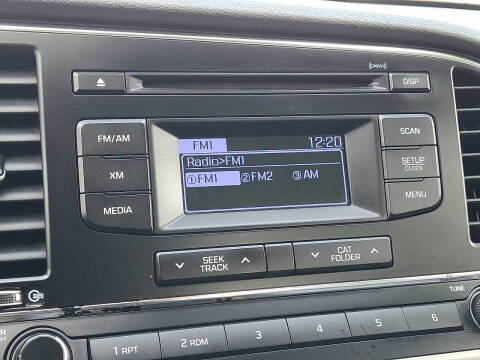 DISP
FM/AM
FM1 12:20
SCAN
Radio>FM1
XM
①FM1 ②FM2 ③AM
SETUP
CLOCK
MEDIA
MENU
SEEK
TRACK
CAT
FOLDER
TUNE
1 RPT 2 RDM 3 4 5 6